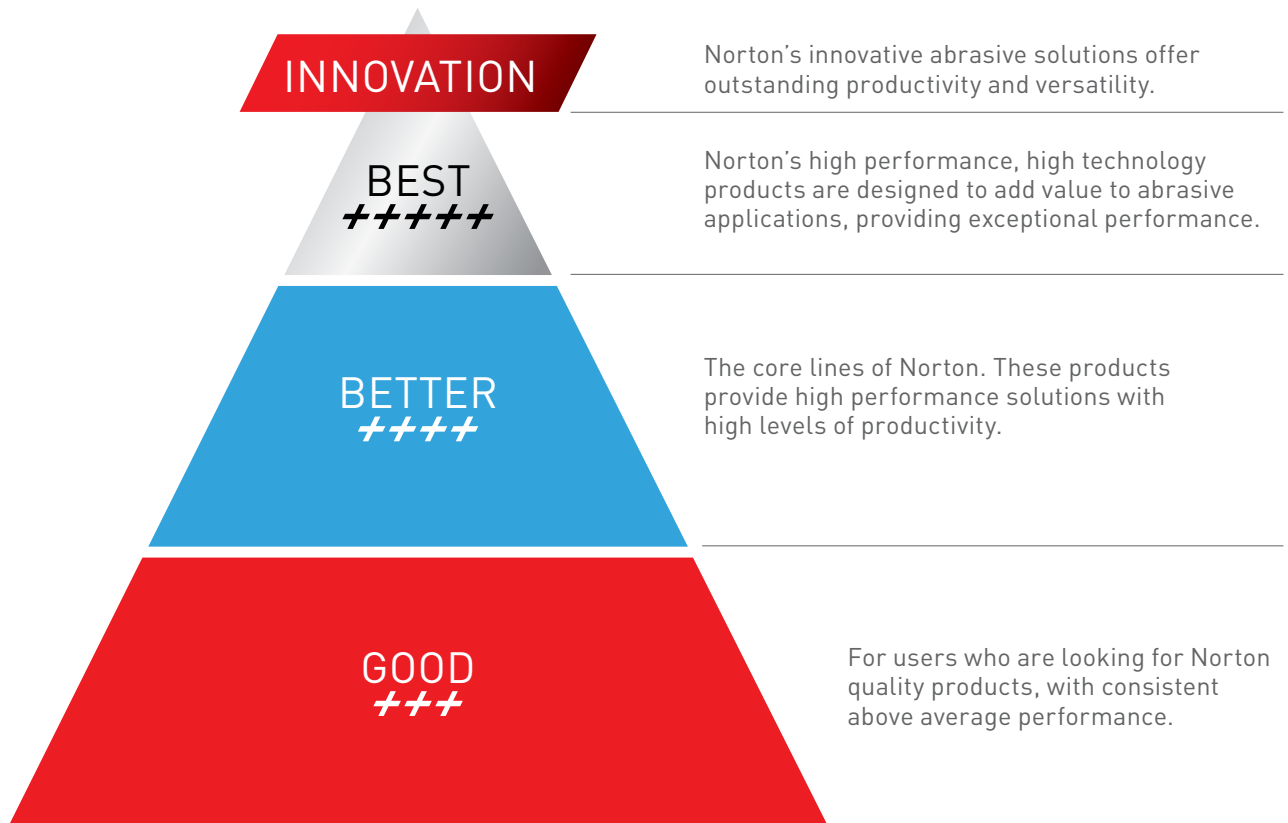 INNOVATION
Norton’s innovative abrasive solutions offer
outstanding productivity and versatility.
BEST
+++++
Norton’s high performance, high technology
products are designed to add value to abrasive
applications, providing exceptional performance.
BETTER
++++
The core lines of Norton. These products
provide high performance solutions with
high levels of productivity.
GOOD
+++
For users who are looking for Norton
quality products, with consistent
above average performance.